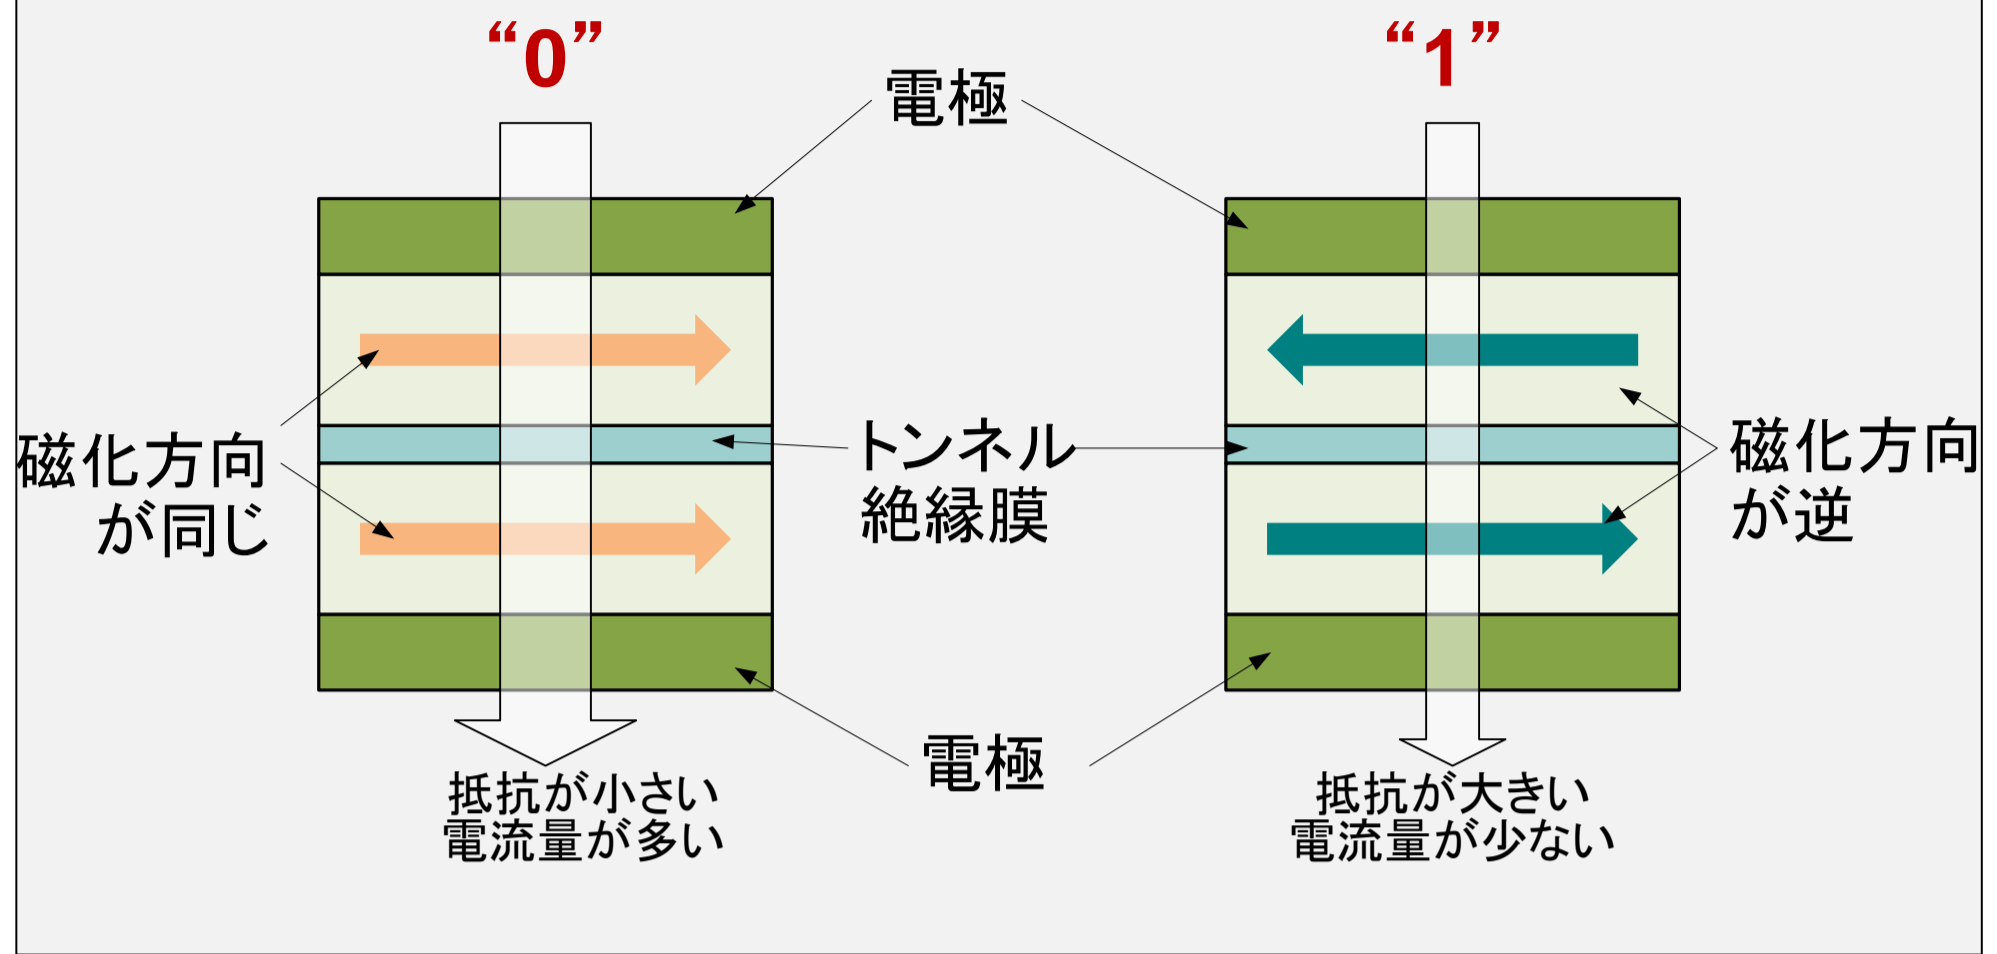 “0”
“1”
電極
磁化方向
が同じ
トンネル
絶縁膜
磁化方向
が逆
電極
抵抗が小さい
電流量が多い
抵抗が大きい
電流量が少ない